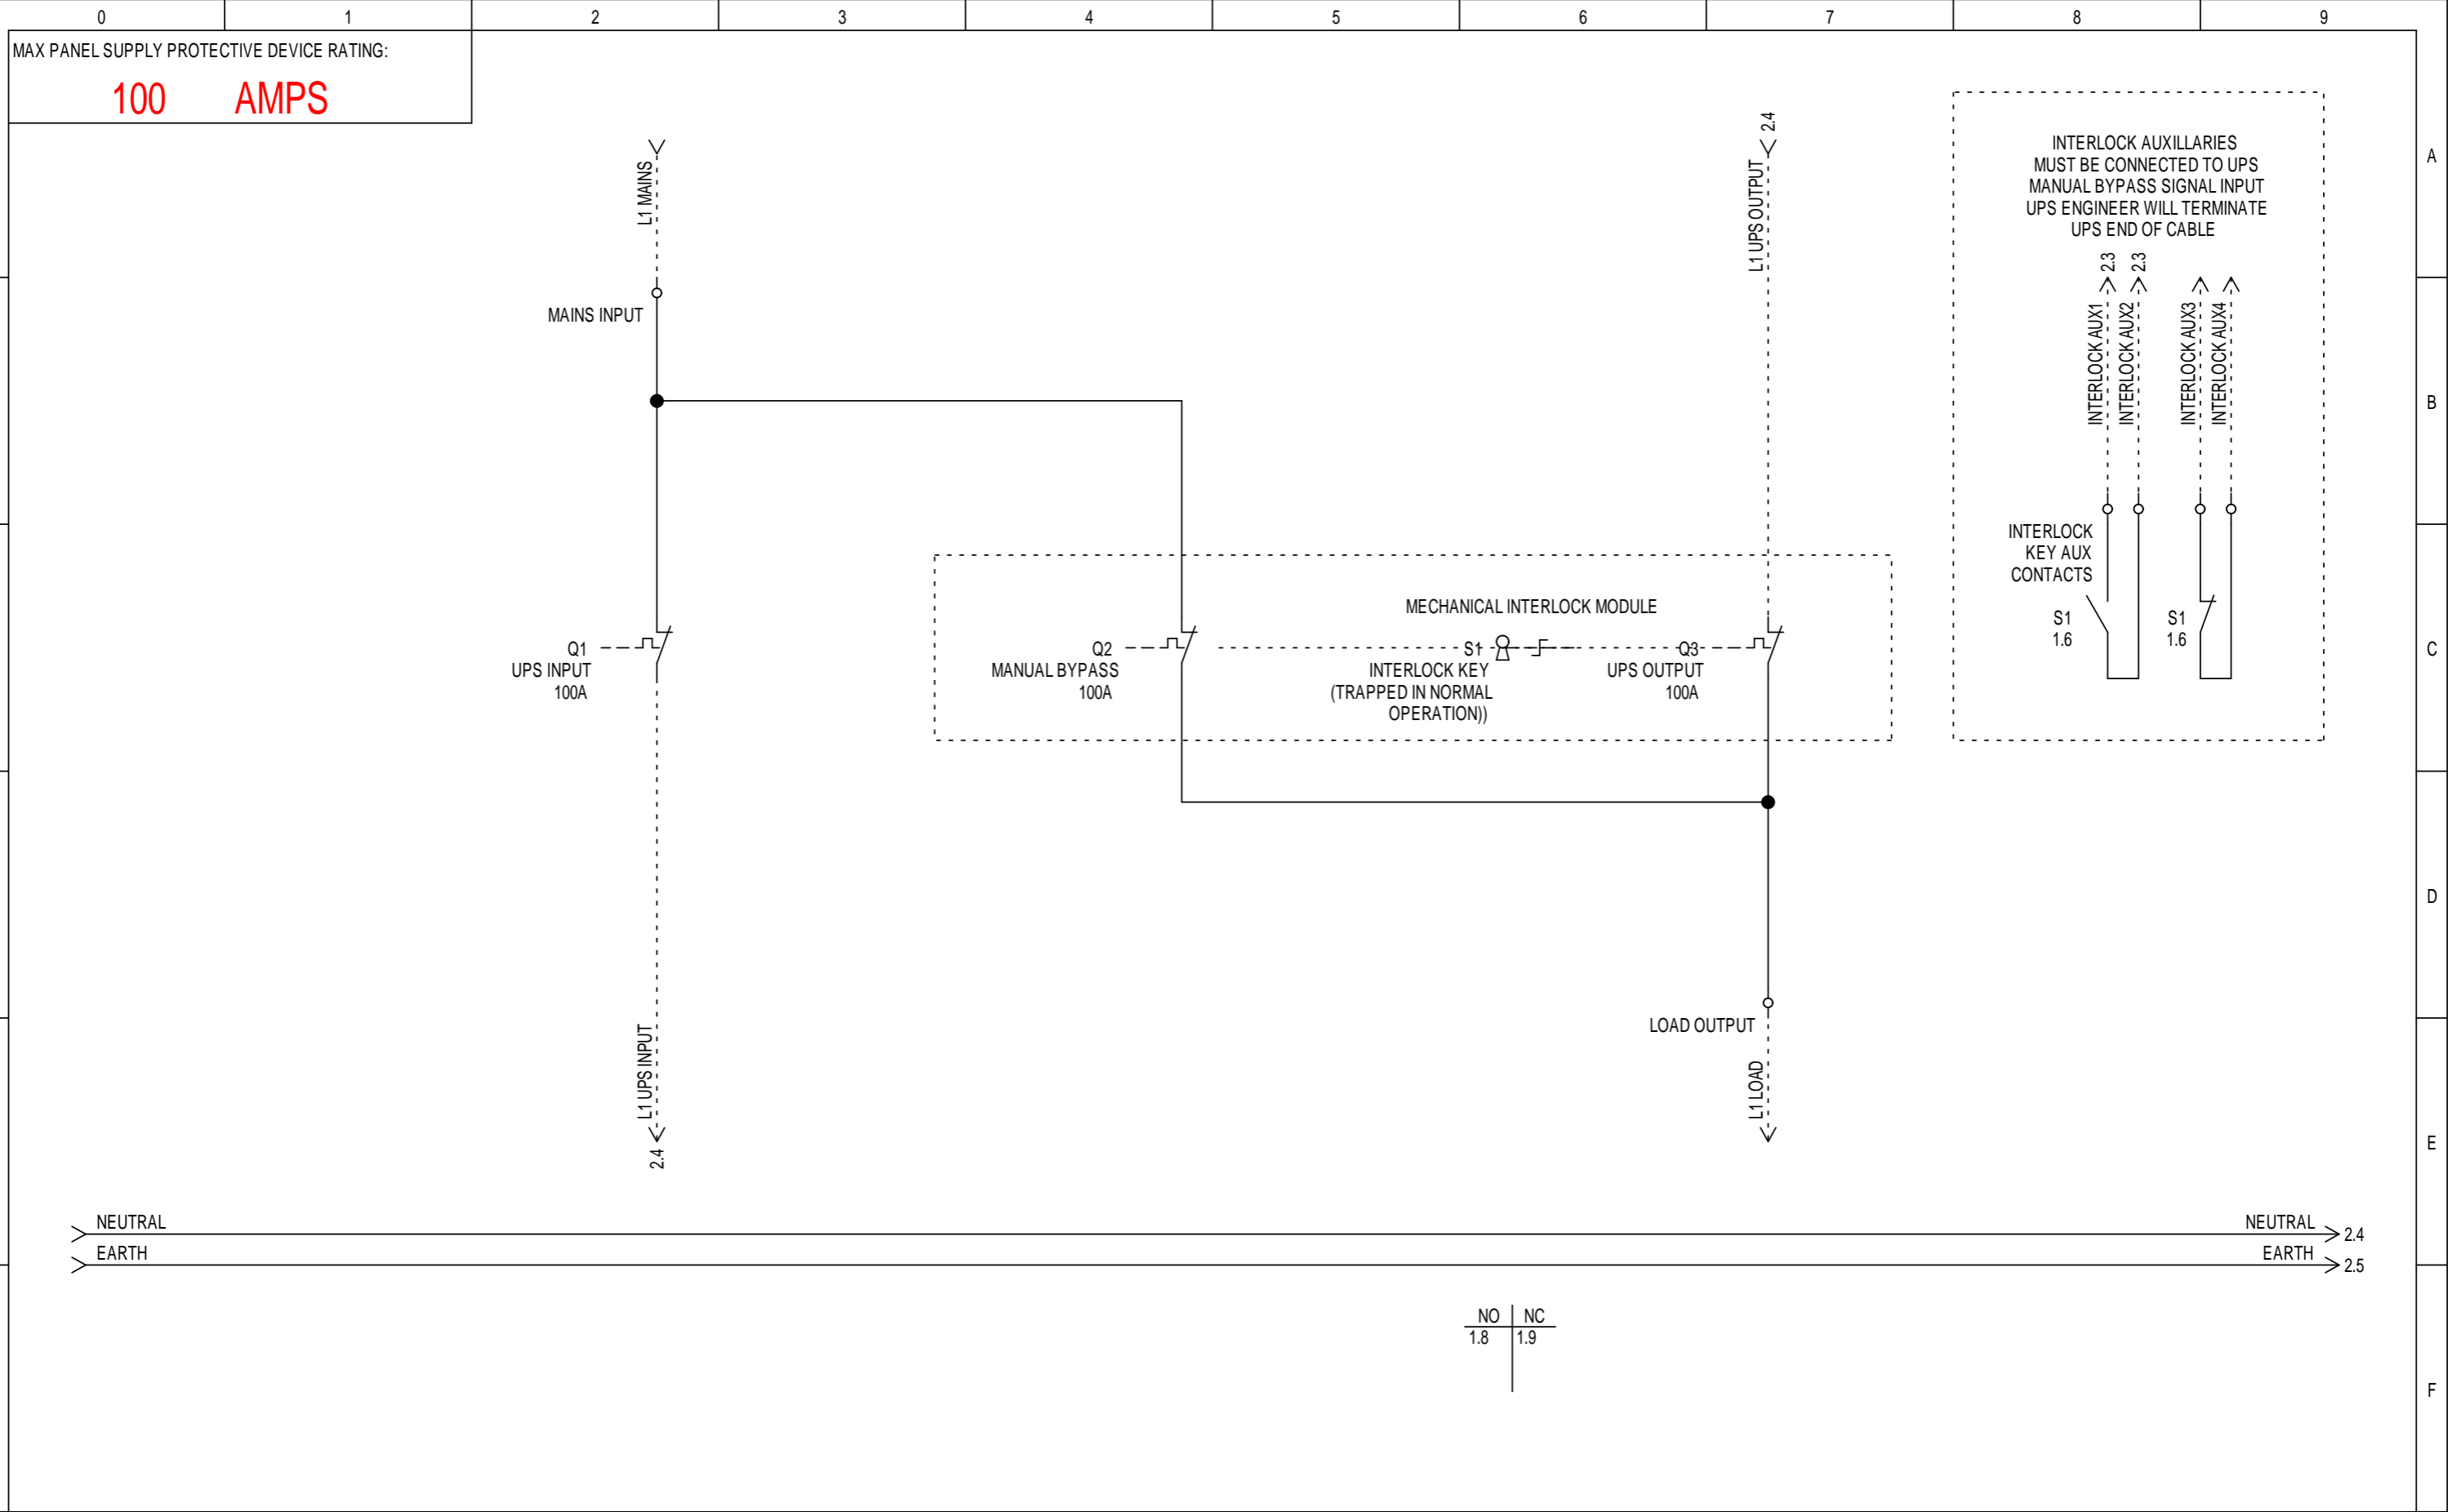 0 1 2 3 4 5 6 7 8 9
MAX PANEL SUPPLY PROTECTIVE DEVICE RATING:
100 AMPS
L1 MAINS
MAINS INPUT
2.4
L1 UPS OUTPUT
INTERLOCK AUXILLARIES
MUST BE CONNECTED TO UPS
MANUAL BYPASS SIGNAL INPUT
UPS ENGINEER WILL TERMINATE
UPS END OF CABLE
2.3
2.3
INTERLOCK AUX1
INTERLOCK AUX2
INTERLOCK AUX3
INTERLOCK AUX4
A
B
INTERLOCK
KEY AUX
CONTACTS
S1
1.6
S1
1.6
C
Q1
UPS INPUT
100A
Q2
MANUAL BYPASS
100A
MECHANICAL INTERLOCK MODULE
S1
INTERLOCK KEY
(TRAPPED IN NORMAL
OPERATION))
Q3
UPS OUTPUT
100A
D
LOAD OUTPUT
L1 UPS INPUT
2.4
L1 LOAD
E
NEUTRAL NEUTRAL 2.4
EARTH EARTH 2.5
NO NC
1.8 1.9
F